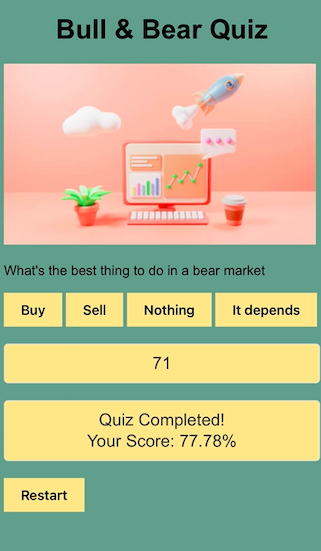 Bull & Bear Quiz
What's the best thing to do in a bear market
Buy Sell Nothing It depends
71
Quiz Completed!
Your Score: 77.78%
Restart